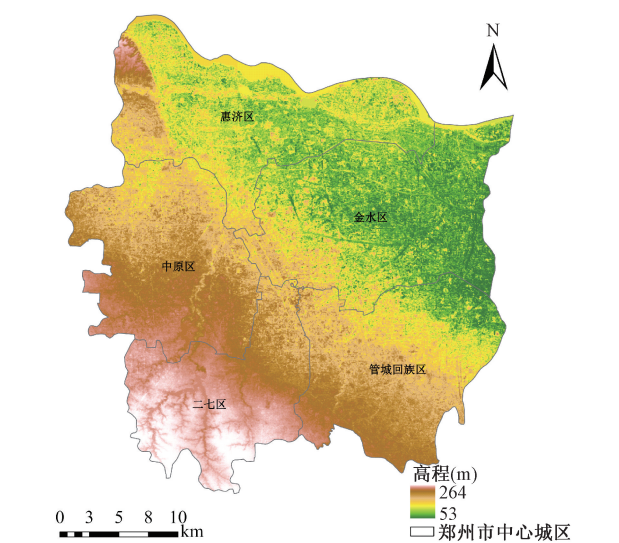 N
惠济区
金水区
中原区
管城回族区
二七区
高程(m)
264
53
0 3 5 8 10
km
郑州市中心城区